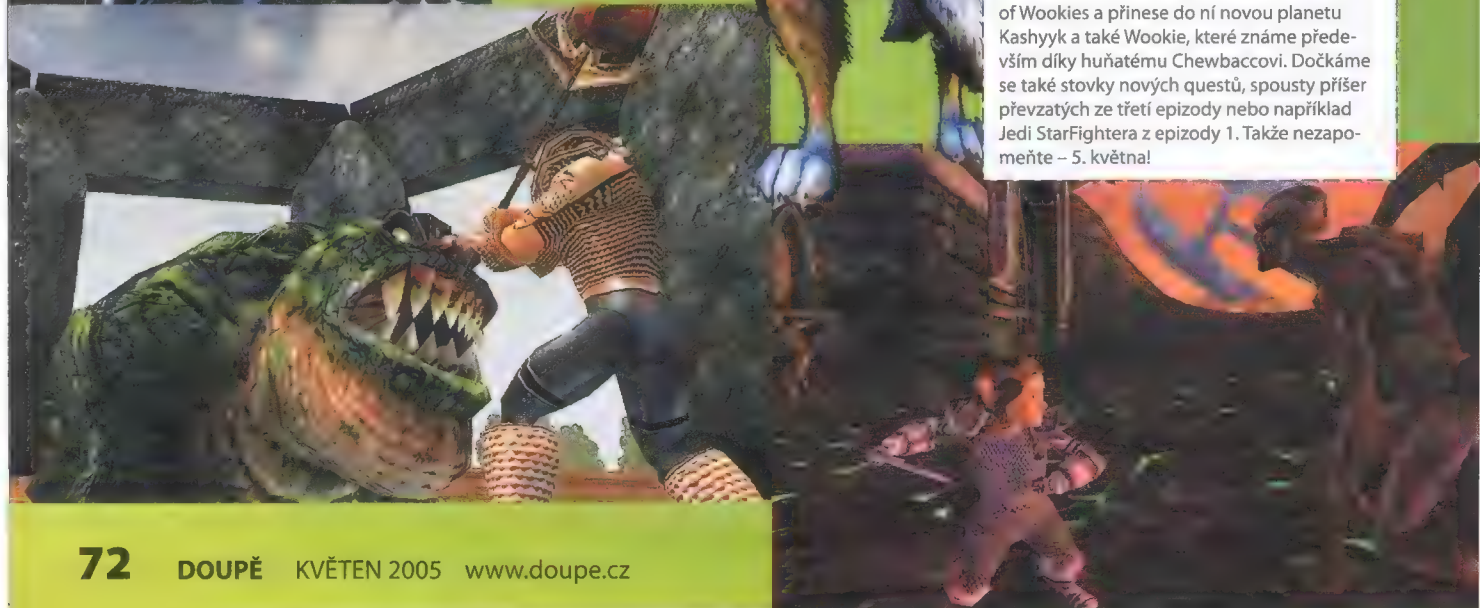 of Wookies a přinese do ní novou planetu
Kashyyk a také Wookie, které známe přede-
vším díky huňatému Chewbaccovi. Dočkáme
se také stovky nových questů, spousty příšer
převzatých ze třetí epizody nebo například
Jedi StarFightera z epizody 1. Takže nezapo-
meňte – 5. května!
72 DOUPĚ KVĚTEN 2005 www.doupe.cz